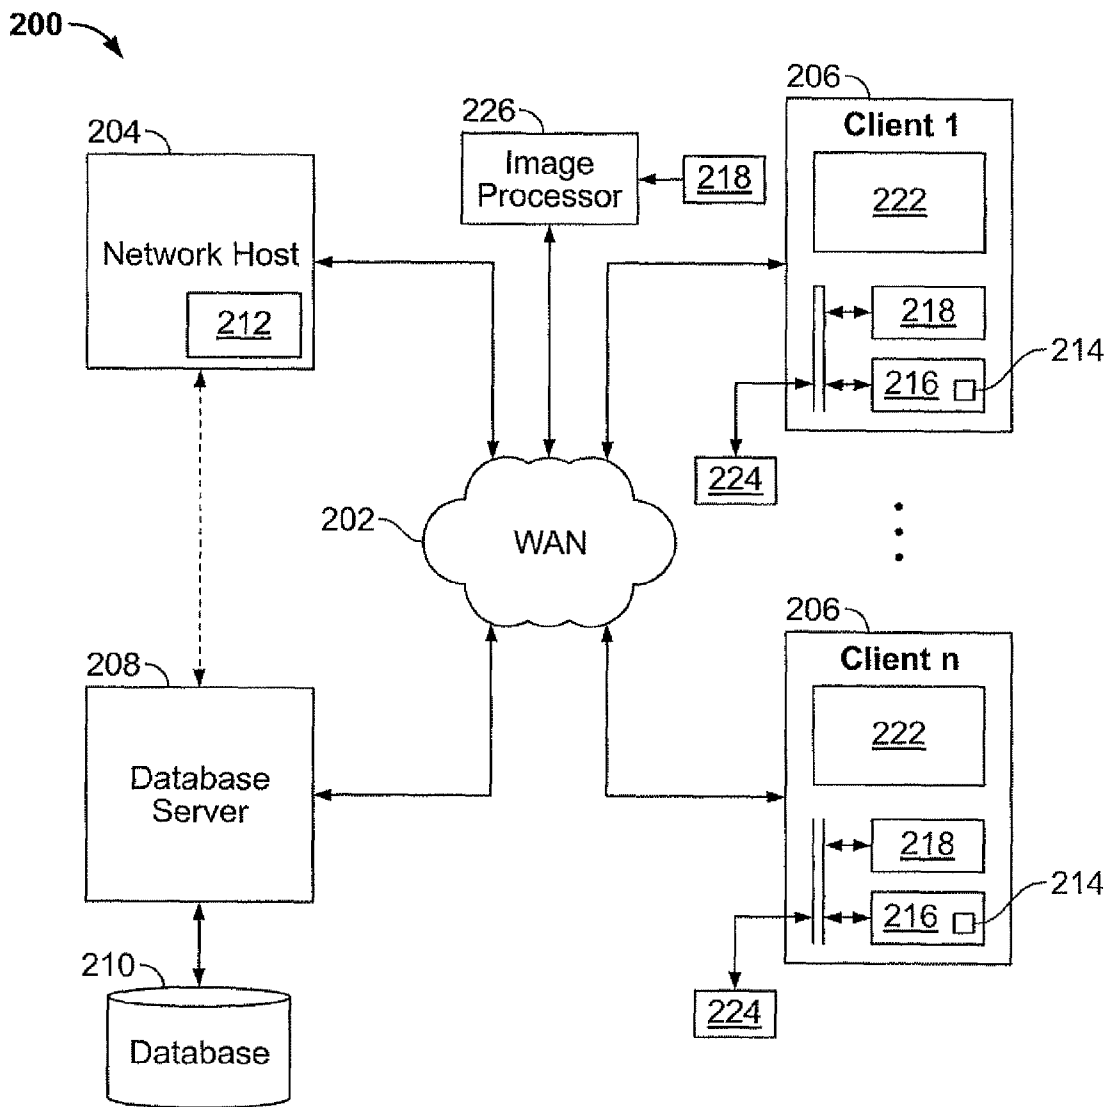 200
204
Network Host
212
226
Image
Processor
218
206
Client 1
222
218
216
214
224
202
WAN
206
Client n
222
218
216
214
224
208
Database
Server
210
Database